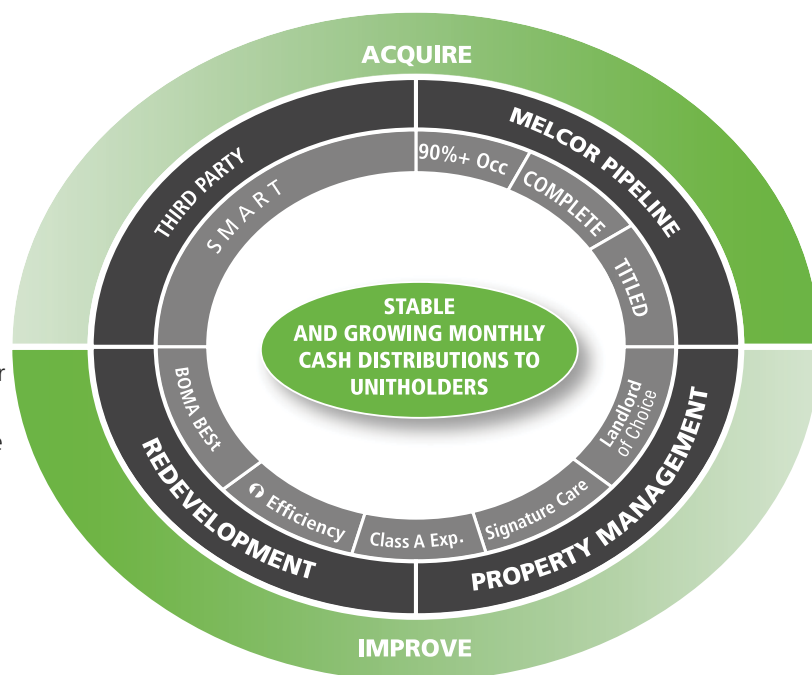 ACQUIRE
THIRD PARTY
MELCOR PIPELINE
SMART
90%+ Occ
COMPLETE
TITLED
STABLE
AND GROWING MONTHLY
CASH DISTRIBUTIONS TO
UNITHOLDERS
BOMA BESt
Efficiency
Class A Exp.
Signature Care
Landlord
of Choice
REDEVELOPMENT
PROPERTY MANAGEMENT
IMPROVE